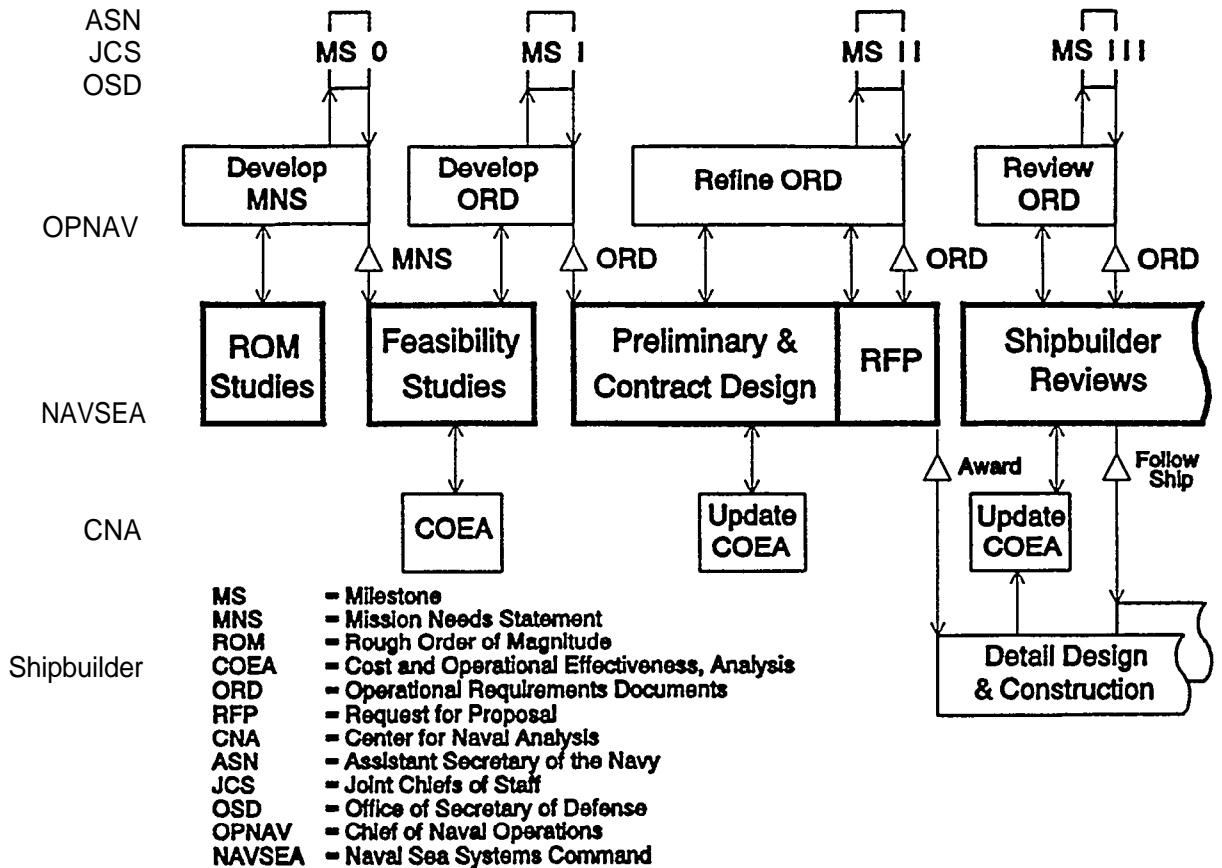 ASN
JCS
OSD
MS 0
MS I
MS II
MS III
OPNAV
Develop
MNS
Develop
ORD
Refine ORD
Review
ORD
MNS
ORD
ORD
ORD
NAVSEA
ROM
Studies
Feasibility
Studies
Preliminary &
Contract Design
RFP
Shipbuilder
Reviews
Award
Follow
Ship
CNA
COEA
Update
COEA
Update
COEA
Shipbuilder
Detail Design
& Construction
MS = Milestone
MNS = Mission Needs Statement
ROM = Rough Order of Magnitude
COEA = Cost and Operational Effectiveness, Analysis
ORD = Operational Requirements Documents
RFP = Request for Proposal
CNA = Center for Naval Analysis
ASN = Assistant Secretary of the Navy
JCS = Joint Chiefs of Staff
OSD = Office of Secretary of Defense
OPNAV = Chief of Naval Operations
NAVSEA = Naval Sea Systems Command